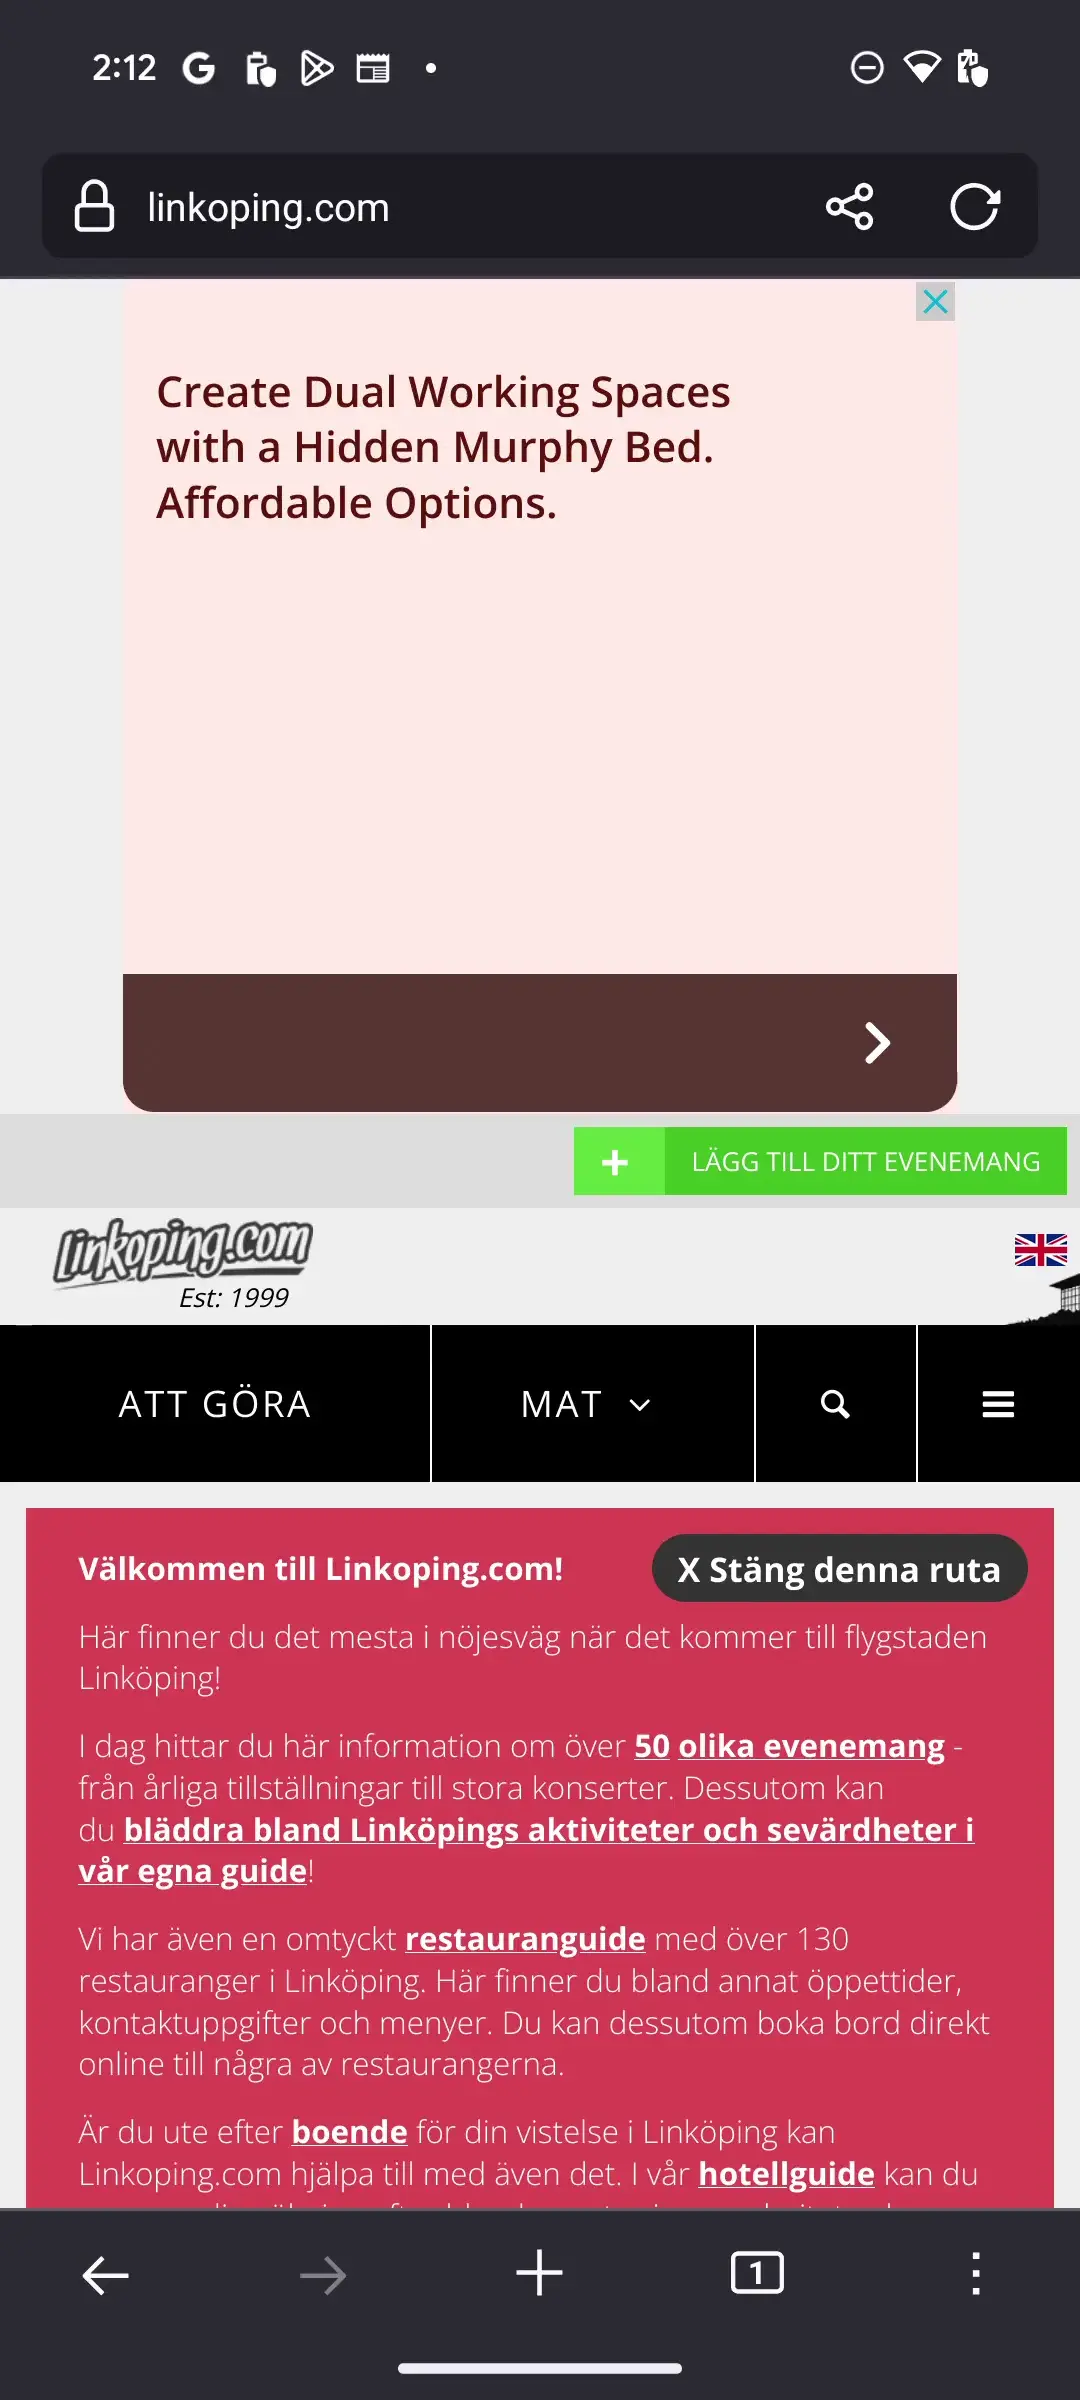 2:12
linkoping.com
Create Dual Working Spaces
with a Hidden Murphy Bed.
Affordable Options.
+ LÄGG TILL DITT EVENEMANG
linkoping.com
Est: 1999
ATT GÖRA
MAT
Välkommen till Linkoping.com!
X Stäng denna ruta
Här finner du det mesta i nöjesväg när det kommer till flygstaden
Linköping!
I dag hittar du här information om över 50 olika evenemang -
från årliga tillställningar till stora konserter. Dessutom kan
du bläddra bland Linköpings aktiviteter och sevärdheter i
vår egna guide!
Vi har även en omtyckt restauranguide med över 130
restauranger i Linköping. Här finner du bland annat öppettider,
kontaktuppgifter och menyer. Du kan dessutom boka bord direkt
online till några av restaurangerna.
Är du ute efter boende för din vistelse i Linköping kan
Linkoping.com hjälpa till med även det. I vår hotellguide kan du
1